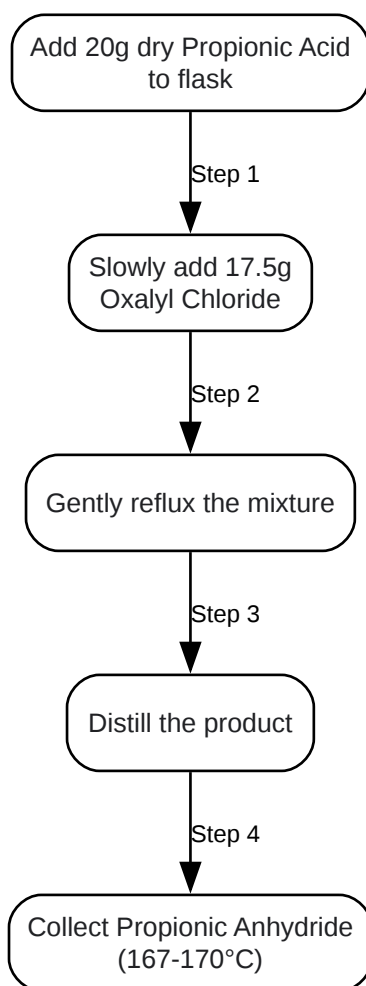 Add 20g dry Propionic Acid
to flask
Step 1
Slowly add 17.5g
Oxalyl Chloride
Step 2
Gently reflux the mixture
Step 3
Distill the product
Step 4
Collect Propionic Anhydride
(167-170°C)